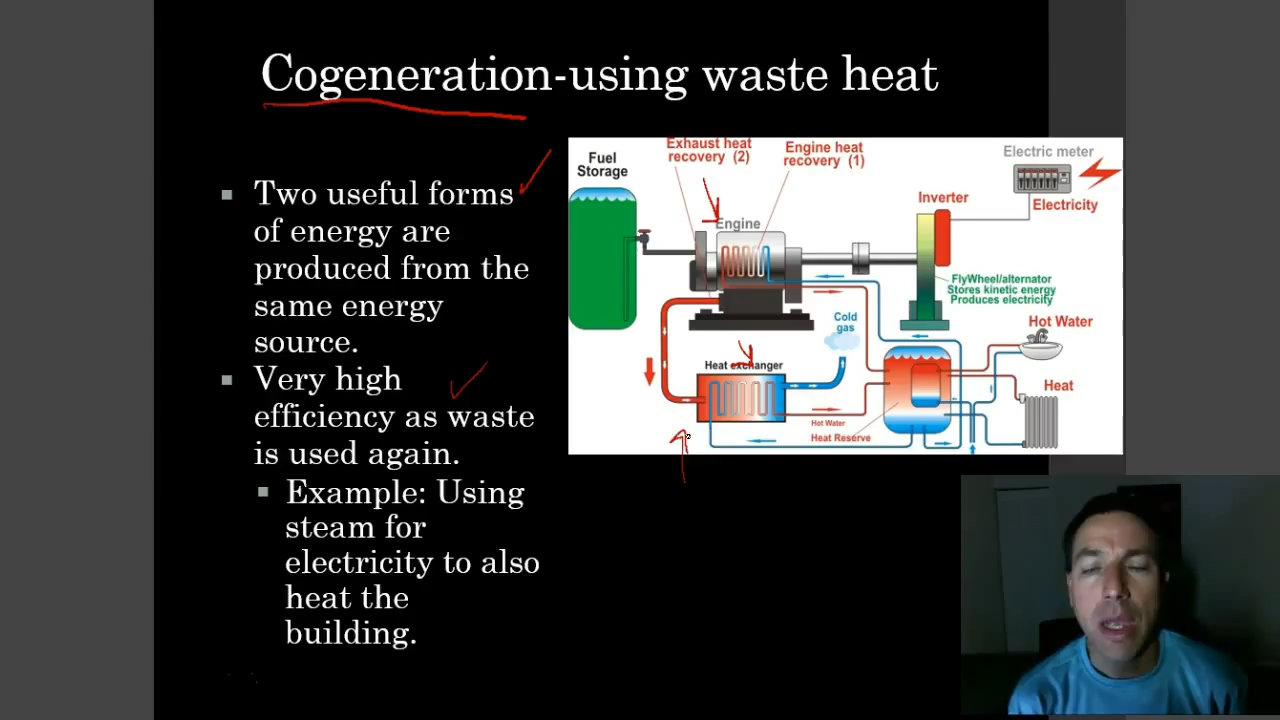 Cogeneration-using waste heat
▪ Two useful forms
of energy are
produced from the
same energy
source.
▪ Very high
efficiency as waste
is used again.
▪ Example: Using
steam for
electricity to also
heat the
building.
Fuel
Storage
Exhaust heat
recovery (2)
Engine heat
recovery (1)
Engine
Electric meter
Electricity
Inverter
FlyWheel/alternator
Stores kinetic energy
Produces electricity
Cold
gas
Heat exchanger
Hot Water
Heat Reserve
Hot Water
Heat